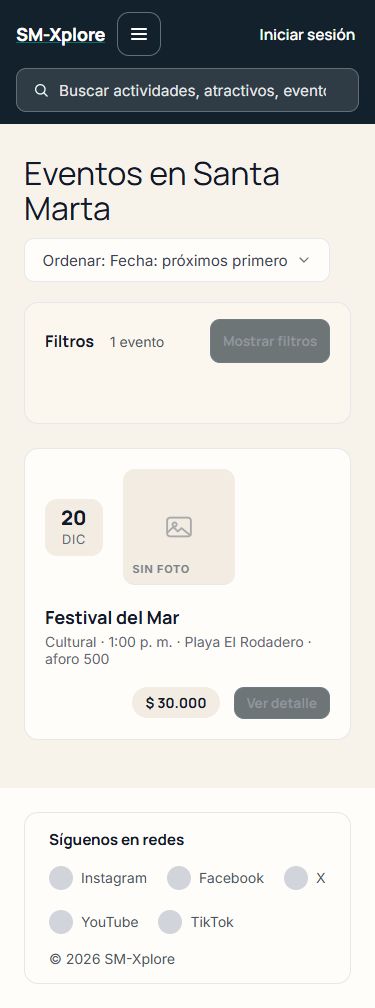 SM-Xplore
Iniciar sesión
Buscar actividades, atractivos, event
Eventos en Santa
Marta
Ordenar: Fecha: próximos primero
Filtros
1 evento
Mostrar filtros
20
DIC
SIN FOTO
Festival del Mar
Cultural · 1:00 p. m. · Playa El Rodadero ·
aforo 500
$ 30.000
Ver detalle
Síguenos en redes
Instagram
Facebook
X
YouTube
TikTok
© 2026 SM-Xplore